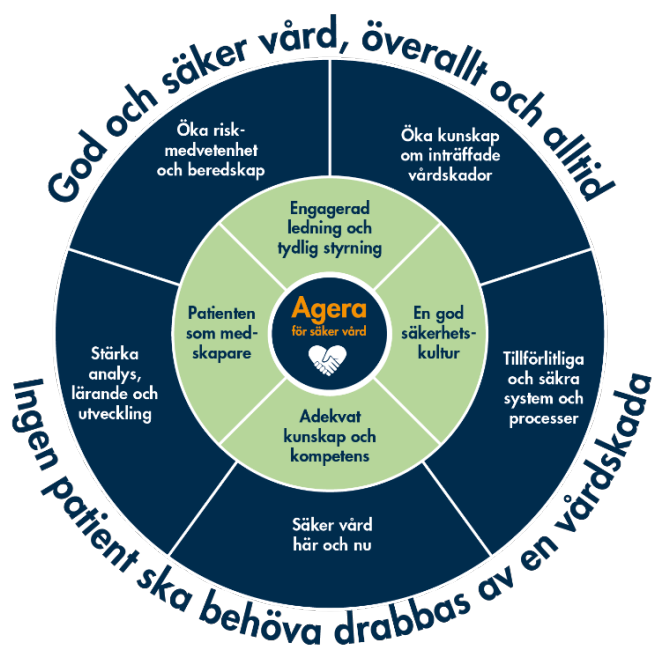 God och säker vård, överallt och alltid
Öka risk-
medvetenhet
och beredskap
Öka kunskap
om inträffade
vårdskador
Engagerad
ledning och
tydlig styrning
Patienten
som med-
skapare
Agera
för säker vård
En god
säkerhets-
kultur
Stärka
analys,
lärande och
utveckling
Tillförlitliga
och säkra
system och
processer
Adekvat
kunskap och
kompetens
Säker vård
här och nu
Ingen patient ska behöva drabbas av en vårdskada